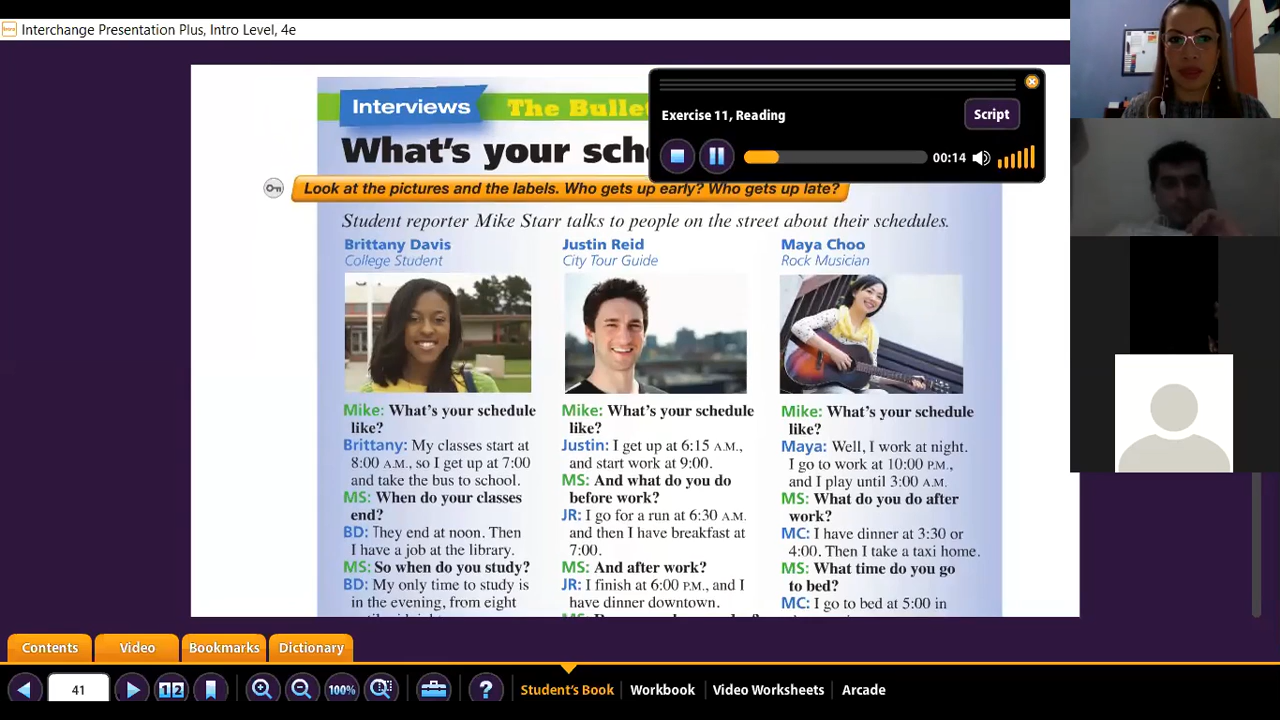 Interchange Presentation Plus, Intro Level, 4e
Interviews
The Bullet
What's your sch
Exercise 11, Reading
Script
00:14
Look at the pictures and the labels. Who gets up early? Who gets up late?
Student reporter Mike Starr talks to people on the street about their schedules.
Brittany Davis
College Student
Mike: What's your schedule
like?
Brittany: My classes start at
8:00 A.M., so I get up at 7:00
and take the bus to school.
MS: When do your classes
end?
BD: They end at noon. Then
I have a job at the library.
MS: So when do you study?
BD: My only time to study is
in the evening, from eight
Justin Reid
City Tour Guide
Mike: What's your schedule
like?
Justin: I get up at 6:15 A.M.,
and start work at 9:00.
MS: And what do you do
before work?
JR: I go for a run at 6:30 A.M.
and then I have breakfast at
7:00.
MS: And after work?
JR: I finish at 6:00 P.M., and I
have dinner downtown.
Maya Choo
Rock Musician
Mike: What's your schedule
like?
Maya: Well, I work at night.
I go to work at 10:00 P.M.,
and I play until 3:00 A.M.
MS: What do you do after
work?
MC: I have dinner at 3:30 or
4:00. Then I take a taxi home.
MS: What time do you go
to bed?
MC: I go to bed at 5:00 in
Contents
Video
Bookmarks
Dictionary
41
12
100%
?
Student's Book
Workbook
Video Worksheets
Arcade